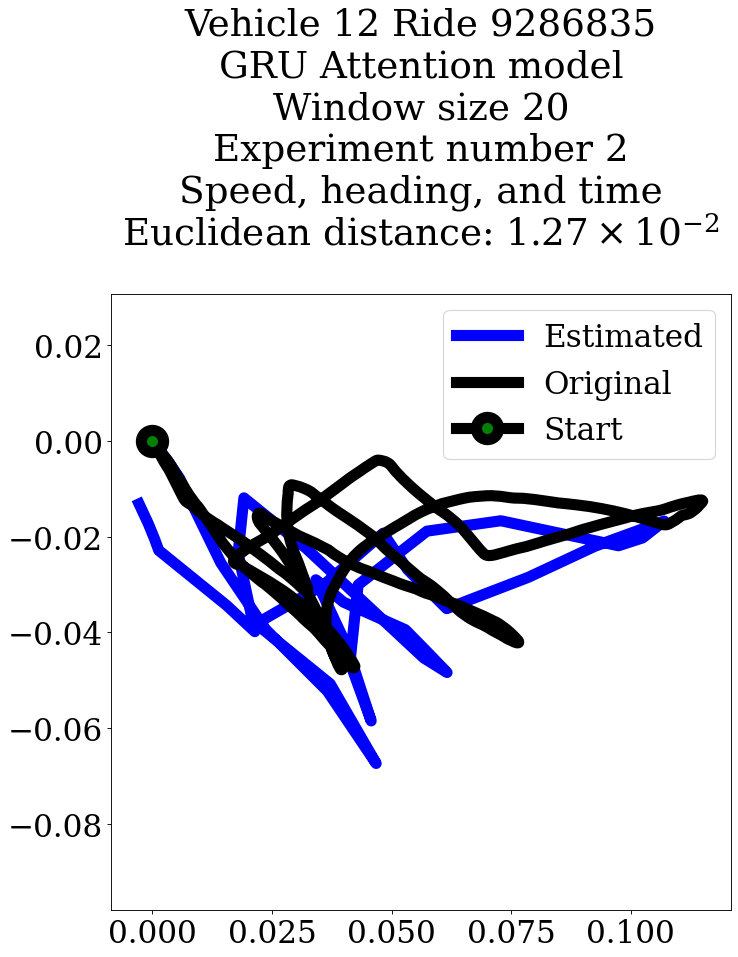 Vehicle 12 Ride 9286835
GRU Attention model
Window size 20
Experiment number 2
Speed, heading, and time
Euclidean distance: 1.27 × 10⁻²
Estimated
Original
Start
0.02
0.00
−0.02
−0.04
−0.06
−0.08
0.000 0.025 0.050 0.075 0.100